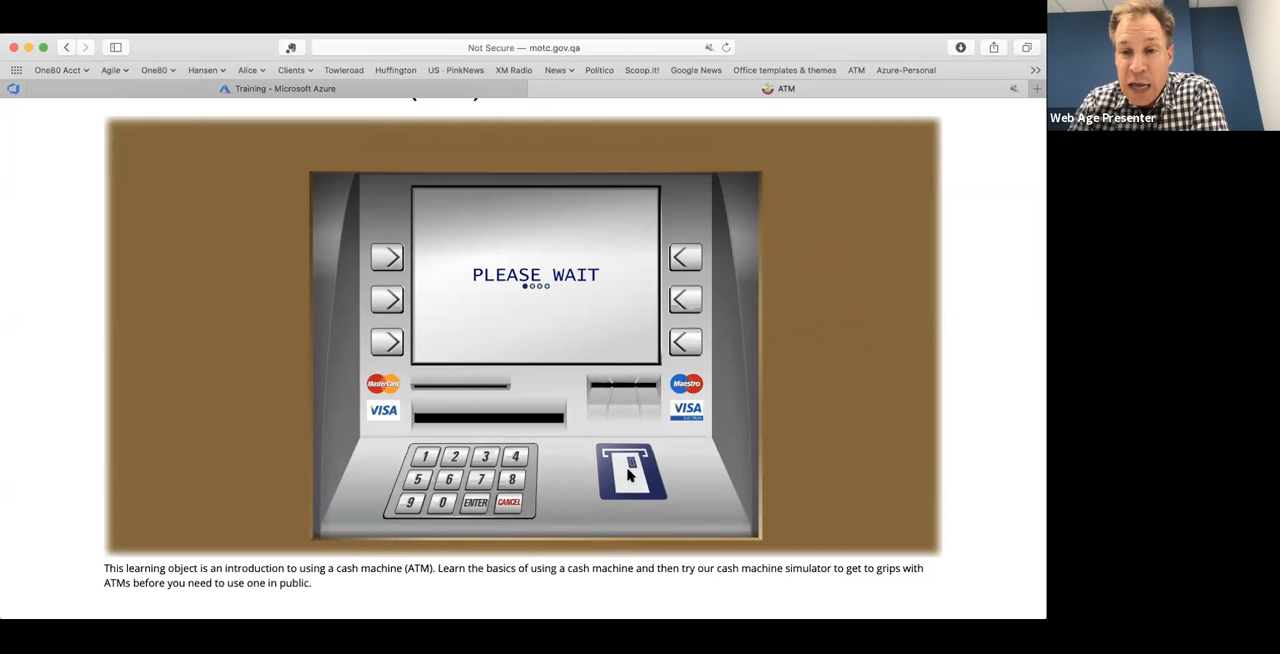 Not Secure — motc.gov.qa
One80 Acct Agile One80 Hansen Alice Clients Towleroad Huffington US · PinkNews XM Radio News Politico Scoop.it! Google News Office templates & themes ATM Azure-Personal
Training - Microsoft Azure
ATM
Web Age Presenter
PLEASE WAIT
MasterCard
Maestro
VISA
VISA
1 2 3 4
5 6 7 8
9 0 ENTER CANCEL
This learning object is an introduction to using a cash machine (ATM). Learn the basics of using a cash machine and then try our cash machine simulator to get to grips with
ATMs before you need to use one in public.